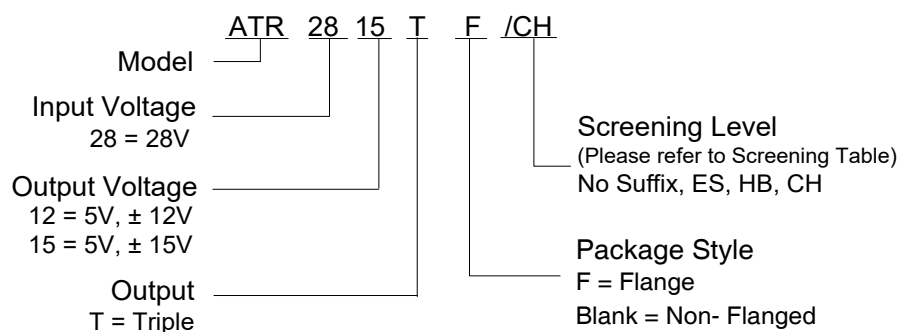 ATR 28 15 T F /CH
Model
Input Voltage
28 = 28V
Output Voltage
12 = 5V, ± 12V
15 = 5V, ± 15V
Output
T = Triple
Screening Level
(Please refer to Screening Table)
No Suffix, ES, HB, CH
Package Style
F = Flange
Blank = Non- Flanged